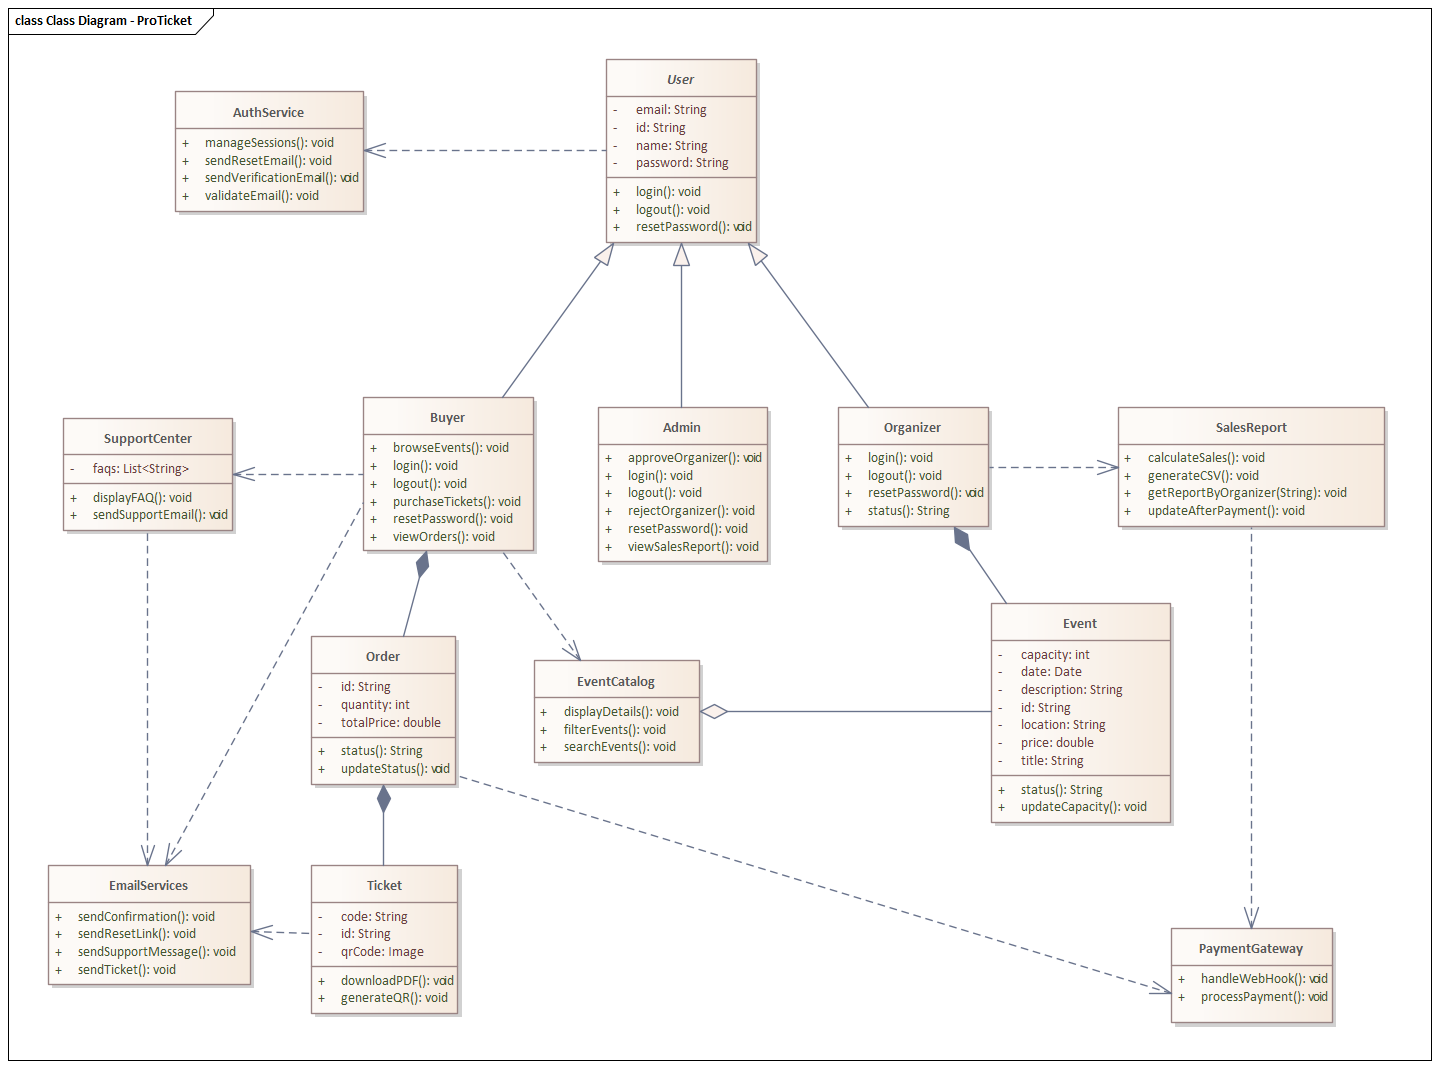 class Class Diagram - ProTicket
User
- email: String
- id: String
- name: String
- password: String
+ login(): void
+ logout(): void
+ resetPassword(): void
AuthService
+ manageSessions(): void
+ sendResetEmail(): void
+ sendVerificationEmail(): void
+ validateEmail(): void
SupportCenter
- faqs: List<String>
+ displayFAQ(): void
+ sendSupportEmail(): void
Buyer
+ browseEvents(): void
+ login(): void
+ logout(): void
+ purchaseTickets(): void
+ resetPassword(): void
+ viewOrders(): void
Admin
+ approveOrganizer(): void
+ login(): void
+ logout(): void
+ rejectOrganizer(): void
+ resetPassword(): void
+ viewSalesReport(): void
Organizer
+ login(): void
+ logout(): void
+ resetPassword(): void
+ status(): String
SalesReport
+ calculateSales(): void
+ generateCSV(): void
+ getReportByOrganizer(String): void
+ updateAfterPayment(): void
Order
- id: String
- quantity: int
- totalPrice: double
+ status(): String
+ updateStatus(): void
EventCatalog
+ displayDetails(): void
+ filterEvents(): void
+ searchEvents(): void
Event
- capacity: int
- date: Date
- description: String
- id: String
- location: String
- price: double
- title: String
+ status(): String
+ updateCapacity(): void
EmailServices
+ sendConfirmation(): void
+ sendResetLink(): void
+ sendSupportMessage(): void
+ sendTicket(): void
Ticket
- code: String
- id: String
- qrCode: Image
+ downloadPDF(): void
+ generateQR(): void
PaymentGateway
+ handleWebHook(): void
+ processPayment(): void